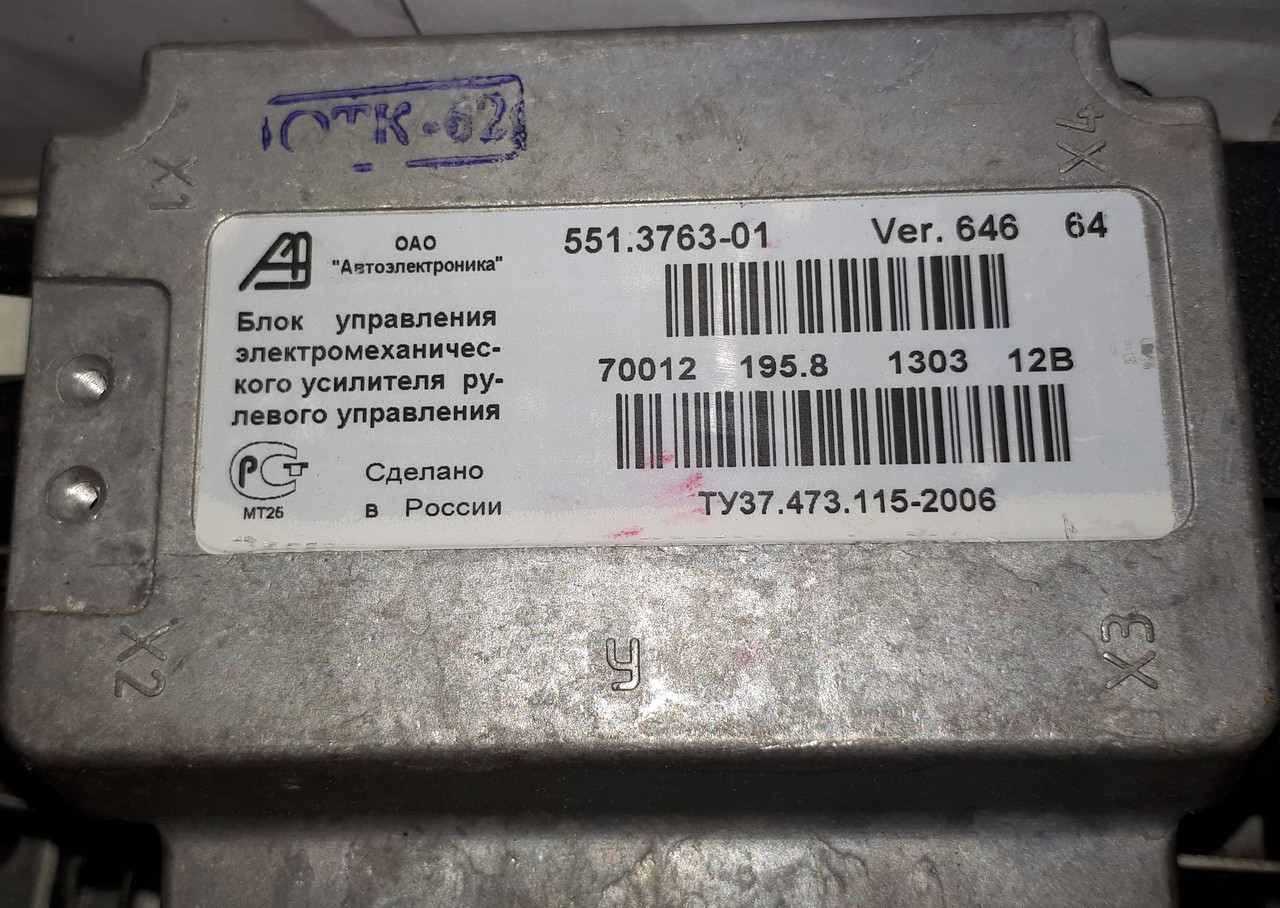 ОТК-62
X1
X4
ОАО
"Автоэлектроника"
551.3763-01 Ver. 646 64
Блок управления
электромеханичес-
кого усилителя ру-
левого управления
70012 195.8 1303 12В
РСТ
МТ25
Сделано
в России
ТУ37.473.115-2006
X2
У
X3